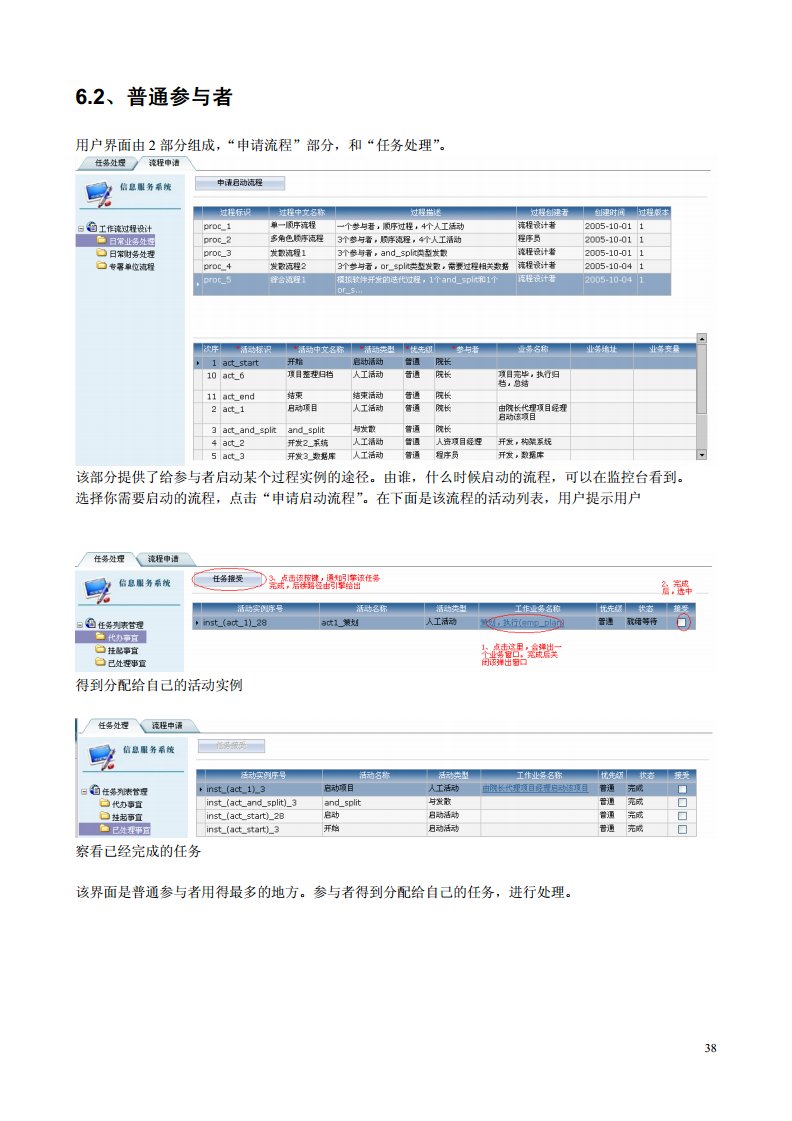 6.2、普通参与者
用户界面由 2 部分组成，“申请流程”部分，和“任务处理”。
任务处理 流程申请
信息服务系统
申请启动流程
工作流过程设计
日常业务处理
日常财务处理
专署单位流程
过程标识 过程中文名称 过程描述 过程创建者 创建时间 过程版本
proc_1 单一顺序流程 一个参与者，顺序过程，4个人工活动 流程设计者 2005-10-01 1
proc_2 多角色顺序流程 3个参与者，顺序流程，4个人工活动 程序员 2005-10-01 1
proc_3 发散流程1 3个参与者，and_split类型发散 流程设计者 2005-10-01 1
proc_4 发散流程2 3个参与者，or_split类型发散，需要过程相关数据 流程设计者 2005-10-04 1
proc_5 综合流程1 模拟软件开发的迭代过程，1个and_split和1个 流程设计者 2005-10-04 1
or_s...
次序 *活动标识 *活动中文名称 *活动类型 *优先级 *参与者 业务名称 业务地址 业务变量
1 act_start 开始 启动活动 普通 院长
10 act_6 项目整理归档 人工活动 普通 院长 项目完毕，执行归
档，总结
11 act_end 结束 结束活动 普通 院长
2 act_1 启动项目 人工活动 普通 院长 由院长代理项目经理
启动该项目
3 act_and_split and_split 与发散 普通 院长
4 act_2 开发2_系统 人工活动 普通 人资项目经理 开发，构架系统
5 act_3 开发3_数据库 人工活动 普通 程序员 开发，数据库
该部分提供了给参与者启动某个过程实例的途径。由谁，什么时候启动的流程，可以在监控台看到。
选择你需要启动的流程，点击“申请启动流程”。在下面是该流程的活动列表，用户提示用户
任务处理 流程申请
信息服务系统
任务接受
3、点击该按键，通知引擎该任务
完成，后续路径由引擎给出
2、完成
后，选中
任务列表管理
代办事宜
挂起事宜
已处理事宜
活动实例序号 活动名称 活动类型 工作业务名称 优先级 状态 接受
inst_(act_1)_28 act1_策划 人工活动 策划，执行(emp_plan) 普通 就绪等待
1、点击这里，会弹出一
个业务窗口。完成后关
闭该弹出窗口
得到分配给自己的活动实例
任务处理 流程申请
信息服务系统
任务接受
任务列表管理
代办事宜
挂起事宜
已处理事宜
活动实例序号 活动名称 活动类型 工作业务名称 优先级 状态 接受
inst_(act_1)_3 启动项目 人工活动 由院长代理项目经理启动该项目 普通 完成
inst_(act_and_split)_3 and_split 与发散 普通 完成
inst_(act_start)_28 启动 启动活动 普通 完成
inst_(act_start)_3 开始 启动活动 普通 完成
察看已经完成的任务
该界面是普通参与者用得最多的地方。参与者得到分配给自己的任务，进行处理。
38